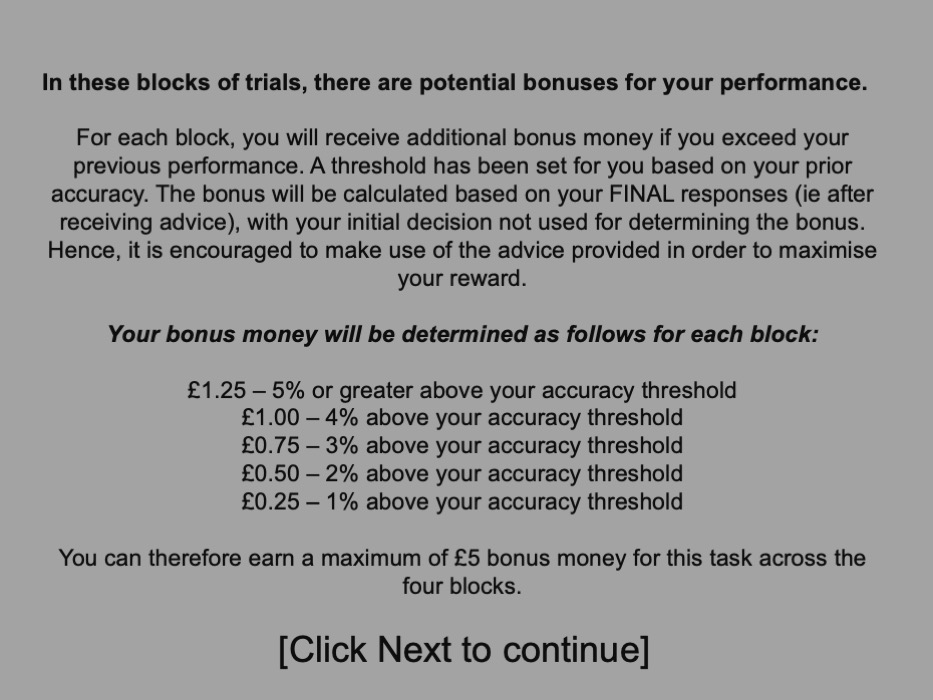 In these blocks of trials, there are potential bonuses for your performance.
For each block, you will receive additional bonus money if you exceed your
previous performance. A threshold has been set for you based on your prior
accuracy. The bonus will be calculated based on your FINAL responses (ie after
receiving advice), with your initial decision not used for determining the bonus.
Hence, it is encouraged to make use of the advice provided in order to maximise
your reward.
Your bonus money will be determined as follows for each block:
£1.25 – 5% or greater above your accuracy threshold
£1.00 – 4% above your accuracy threshold
£0.75 – 3% above your accuracy threshold
£0.50 – 2% above your accuracy threshold
£0.25 – 1% above your accuracy threshold
You can therefore earn a maximum of £5 bonus money for this task across the
four blocks.
[Click Next to continue]